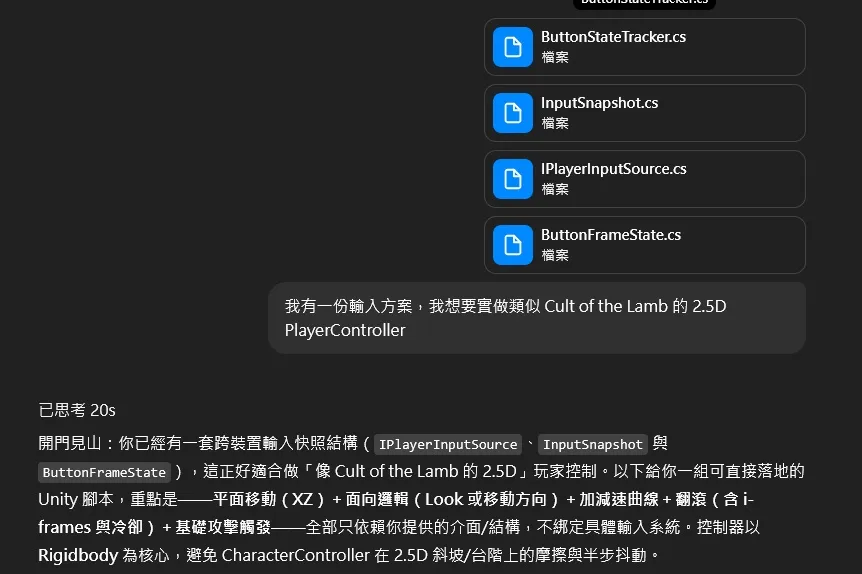 ButtonStateTracker.cs
ButtonStateTracker.cs
檔案
InputSnapshot.cs
檔案
IPlayerInputSource.cs
檔案
ButtonFrameState.cs
檔案
我有一份輸入方案，我想要實做類似 Cult of the Lamb 的 2.5D
PlayerController
已思考 20s
開門見山：你已經有一套跨裝置輸入快照結構（ IPlayerInputSource 、 InputSnapshot 與
ButtonFrameState ），這正好適合做「像 Cult of the Lamb 的 2.5D」玩家控制。以下給你一組可直接落地的
Unity 腳本，重點是——平面移動（XZ）＋面向邏輯（Look 或移動方向）＋加減速曲線＋翻滾（含 i-
frames 與冷卻）＋基礎攻擊觸發——全部只依賴你提供的介面/結構，不綁定具體輸入系統。控制器以
Rigidbody 為核心，避免 CharacterController 在 2.5D 斜坡/台階上的摩擦與半步抖動。